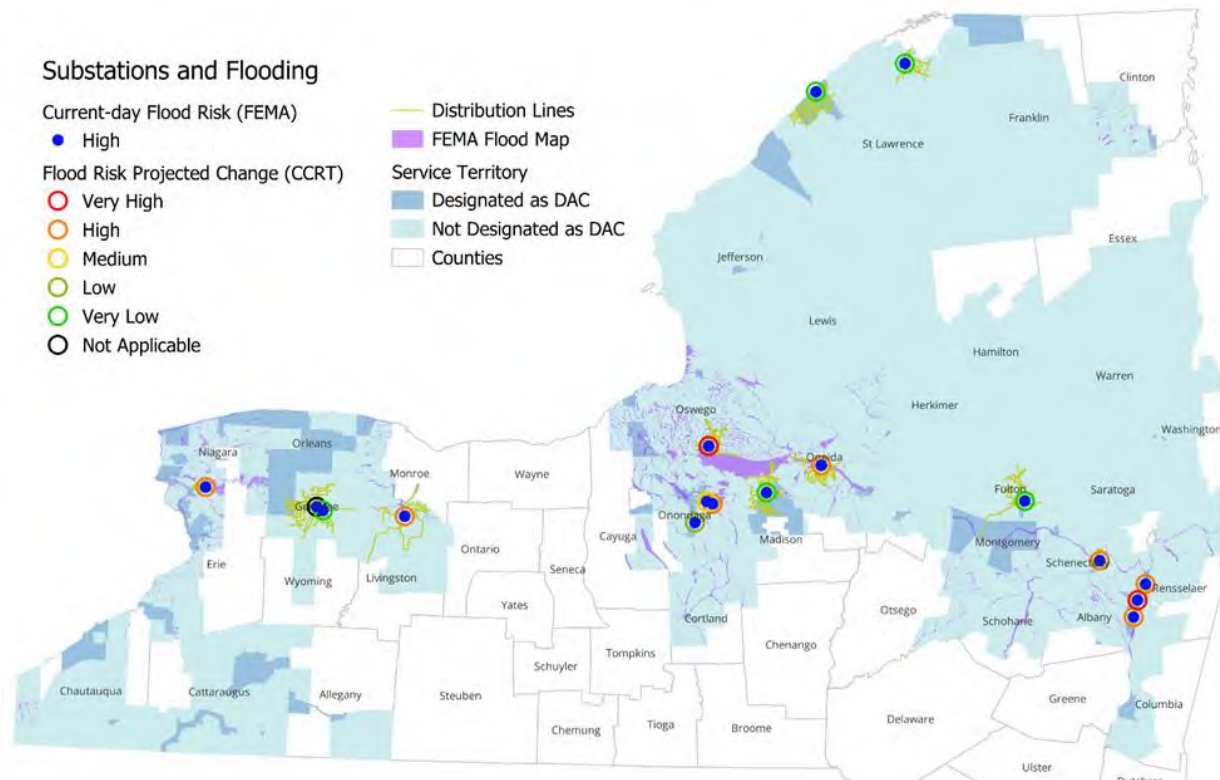 Substations and Flooding
Current-day Flood Risk (FEMA)
High
Flood Risk Projected Change (CCRT)
Very High
High
Medium
Low
Very Low
Not Applicable
Distribution Lines
FEMA Flood Map
Service Territory
Designated as DAC
Not Designated as DAC
Counties
Clinton
Franklin
St Lawrence
Essex
Jefferson
Lewis
Hamilton
Warren
Herkimer
Oswego
Washington
Orleans
Niagara
Monroe
Wayne
Oneida
Fulton
Saratoga
Onondaga
Cayuga
Madison
Montgomery
Ontario
Erie
Wyoming
Livingston
Seneca
Rensselaer
Yates
Otsego
Schoharie
Albany
Cortland
Chenango
Tompkins
Schuyler
Chautauqua
Cattaraugus
Allegany
Steuben
Greene
Columbia
Chemung
Tioga
Broome
Delaware
Ulster